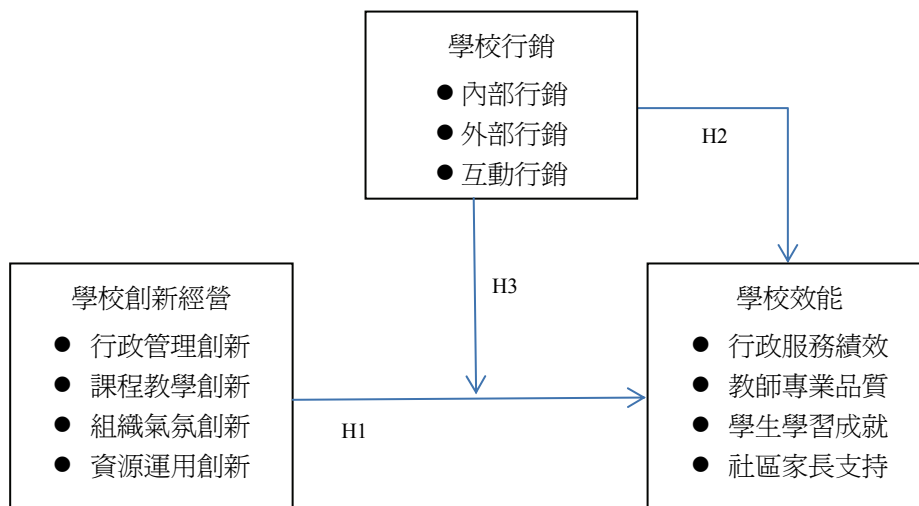 學校行銷
● 內部行銷
● 外部行銷
● 互動行銷
H2
H3
學校創新經營
● 行政管理創新
● 課程教學創新
● 組織氣氛創新
● 資源運用創新
H1
學校效能
● 行政服務績效
● 教師專業品質
● 學生學習成就
● 社區家長支持